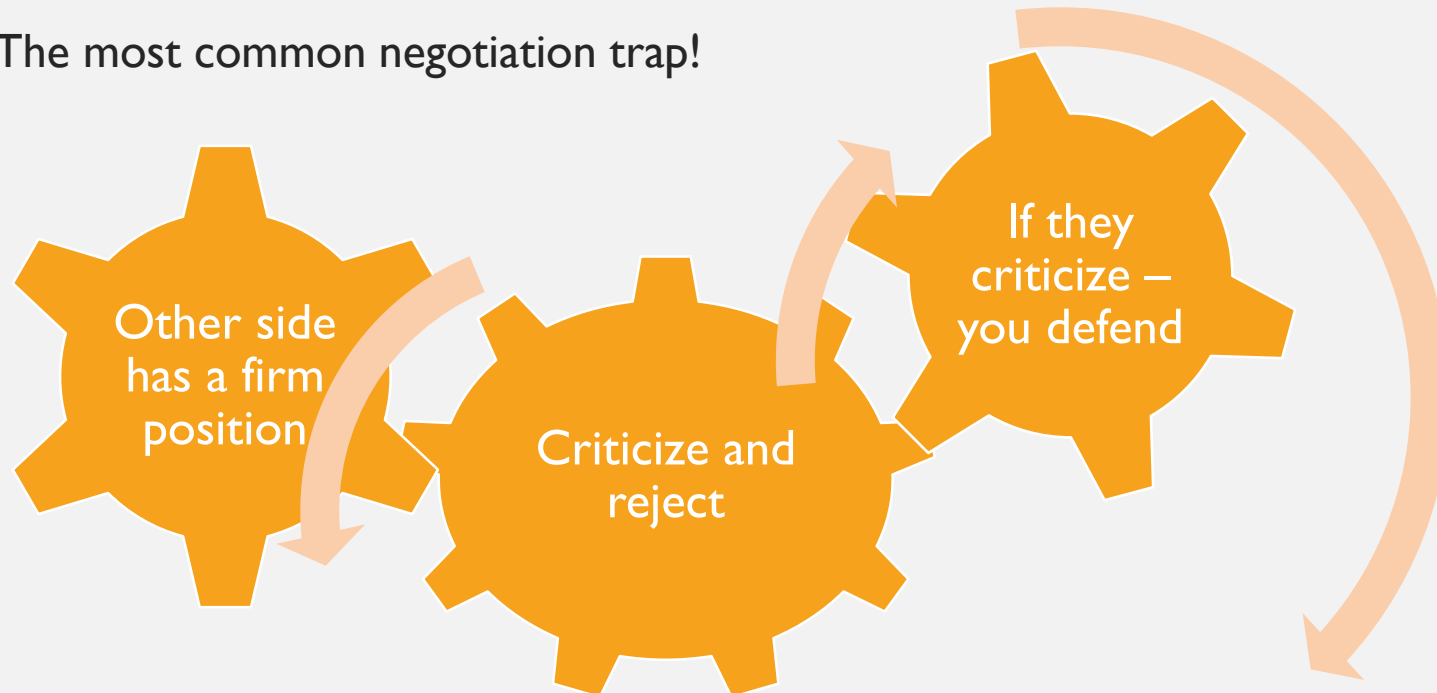 The most common negotiation trap!
Other side
has a firm
position
Criticize and
reject
If they
criticize –
you defend